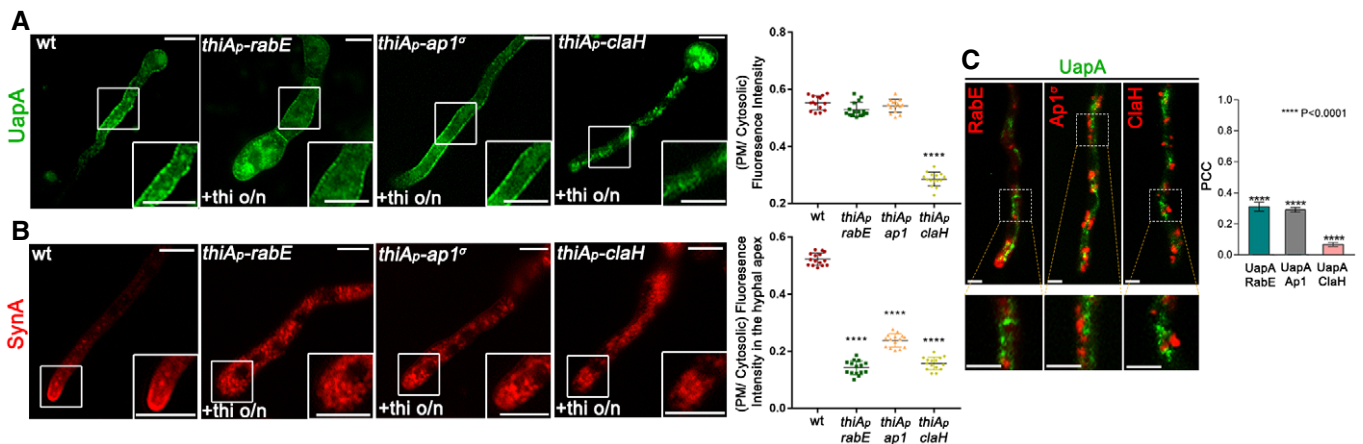 A
UapA
wt
thiAp-rabE
+thi o/n
thiAp-ap1σ
+thi o/n
thiAp-claH
+thi o/n
(PM/ Cytosolic)
Fluoresence Intensity
0.8
0.6
0.4
0.2
****
wt
thiAp
rabE
thiAp
ap1
thiAp
claH
B
SynA
wt
thiAp-rabE
+thi o/n
thiAp-ap1σ
+thi o/n
thiAp-claH
+thi o/n
(PM/ Cytosolic) Fluoresence
Intensity in the hyphal apex
0.6
0.4
0.2
0.0
****
****
****
wt
thiAp
rabE
thiAp
ap1
thiAp
claH
C
UapA
RabE
Ap1σ
ClaH
PCC
1.0
0.8
0.6
0.4
0.2
0.0
**** P<0.0001
****
****
****
UapA
RabE
UapA
Ap1
UapA
ClaH